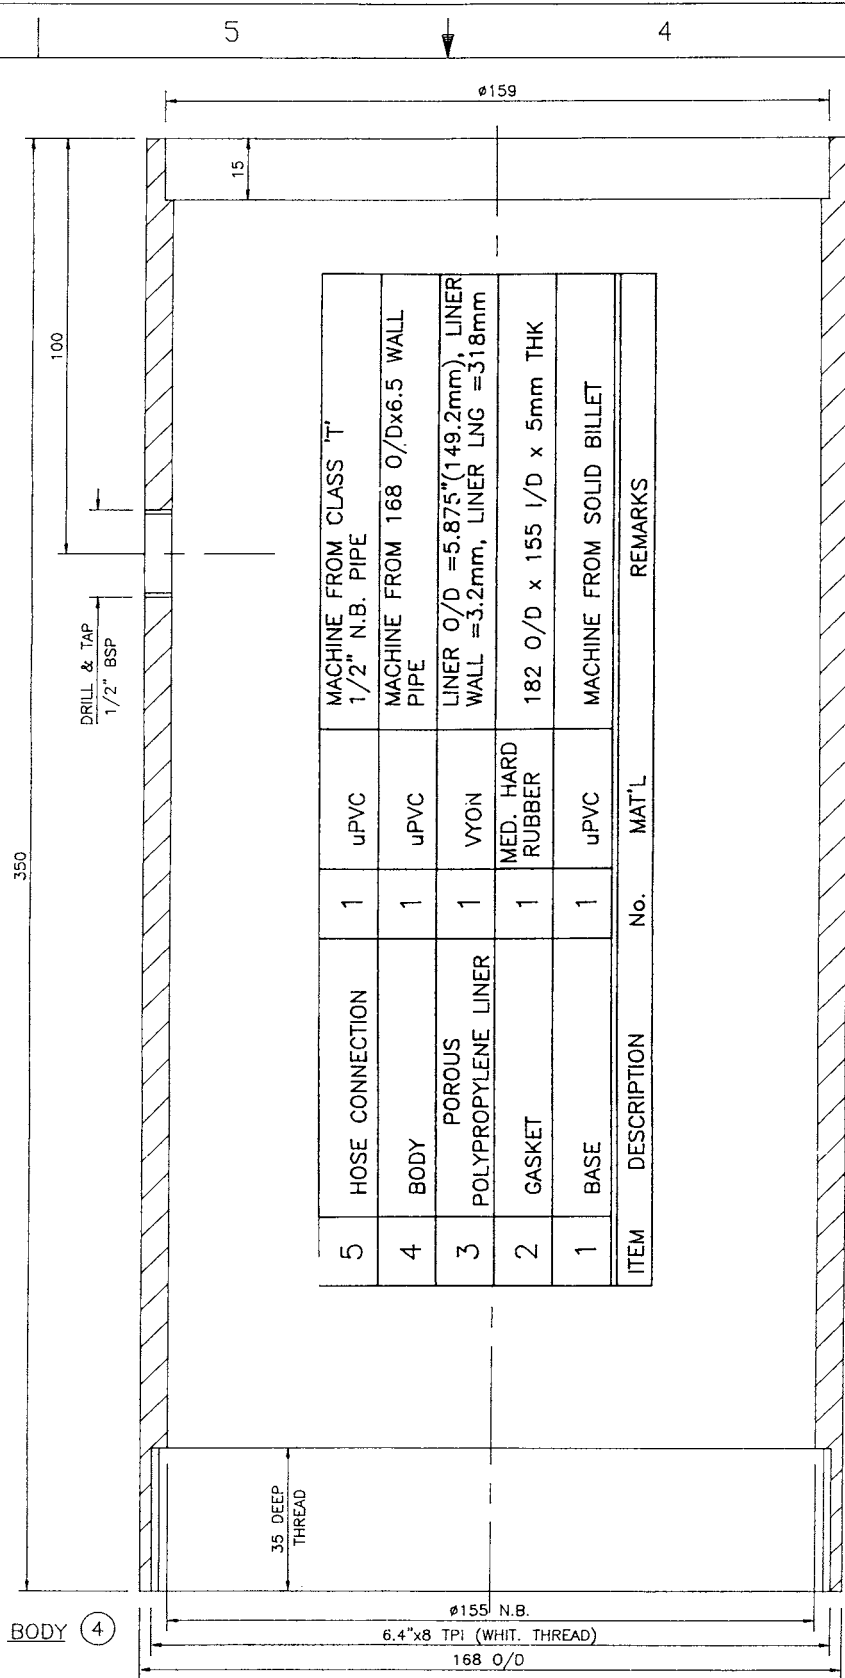 5
4
ø159
15
100
DRILL & TAP
1/2" BSP
350
5 HOSE CONNECTION 1 uPVC MACHINE FROM CLASS 'T'
1/2" N.B. PIPE
4 BODY 1 uPVC MACHINE FROM 168 O/Dx6.5 WALL
PIPE
3 POROUS
POLYPROPYLENE LINER 1 VYON LINER O/D =5.875"(149.2mm), LINER
WALL =3.2mm, LINER LNG =318mm
2 GASKET 1 MED. HARD
RUBBER 182 O/D x 155 I/D x 5mm THK
1 BASE 1 uPVC MACHINE FROM SOLID BILLET
ITEM DESCRIPTION No. MAT'L REMARKS
35 DEEP
THREAD
ø155 N.B.
6.4"x8 TPI (WHIT. THREAD)
168 O/D
BODY 4